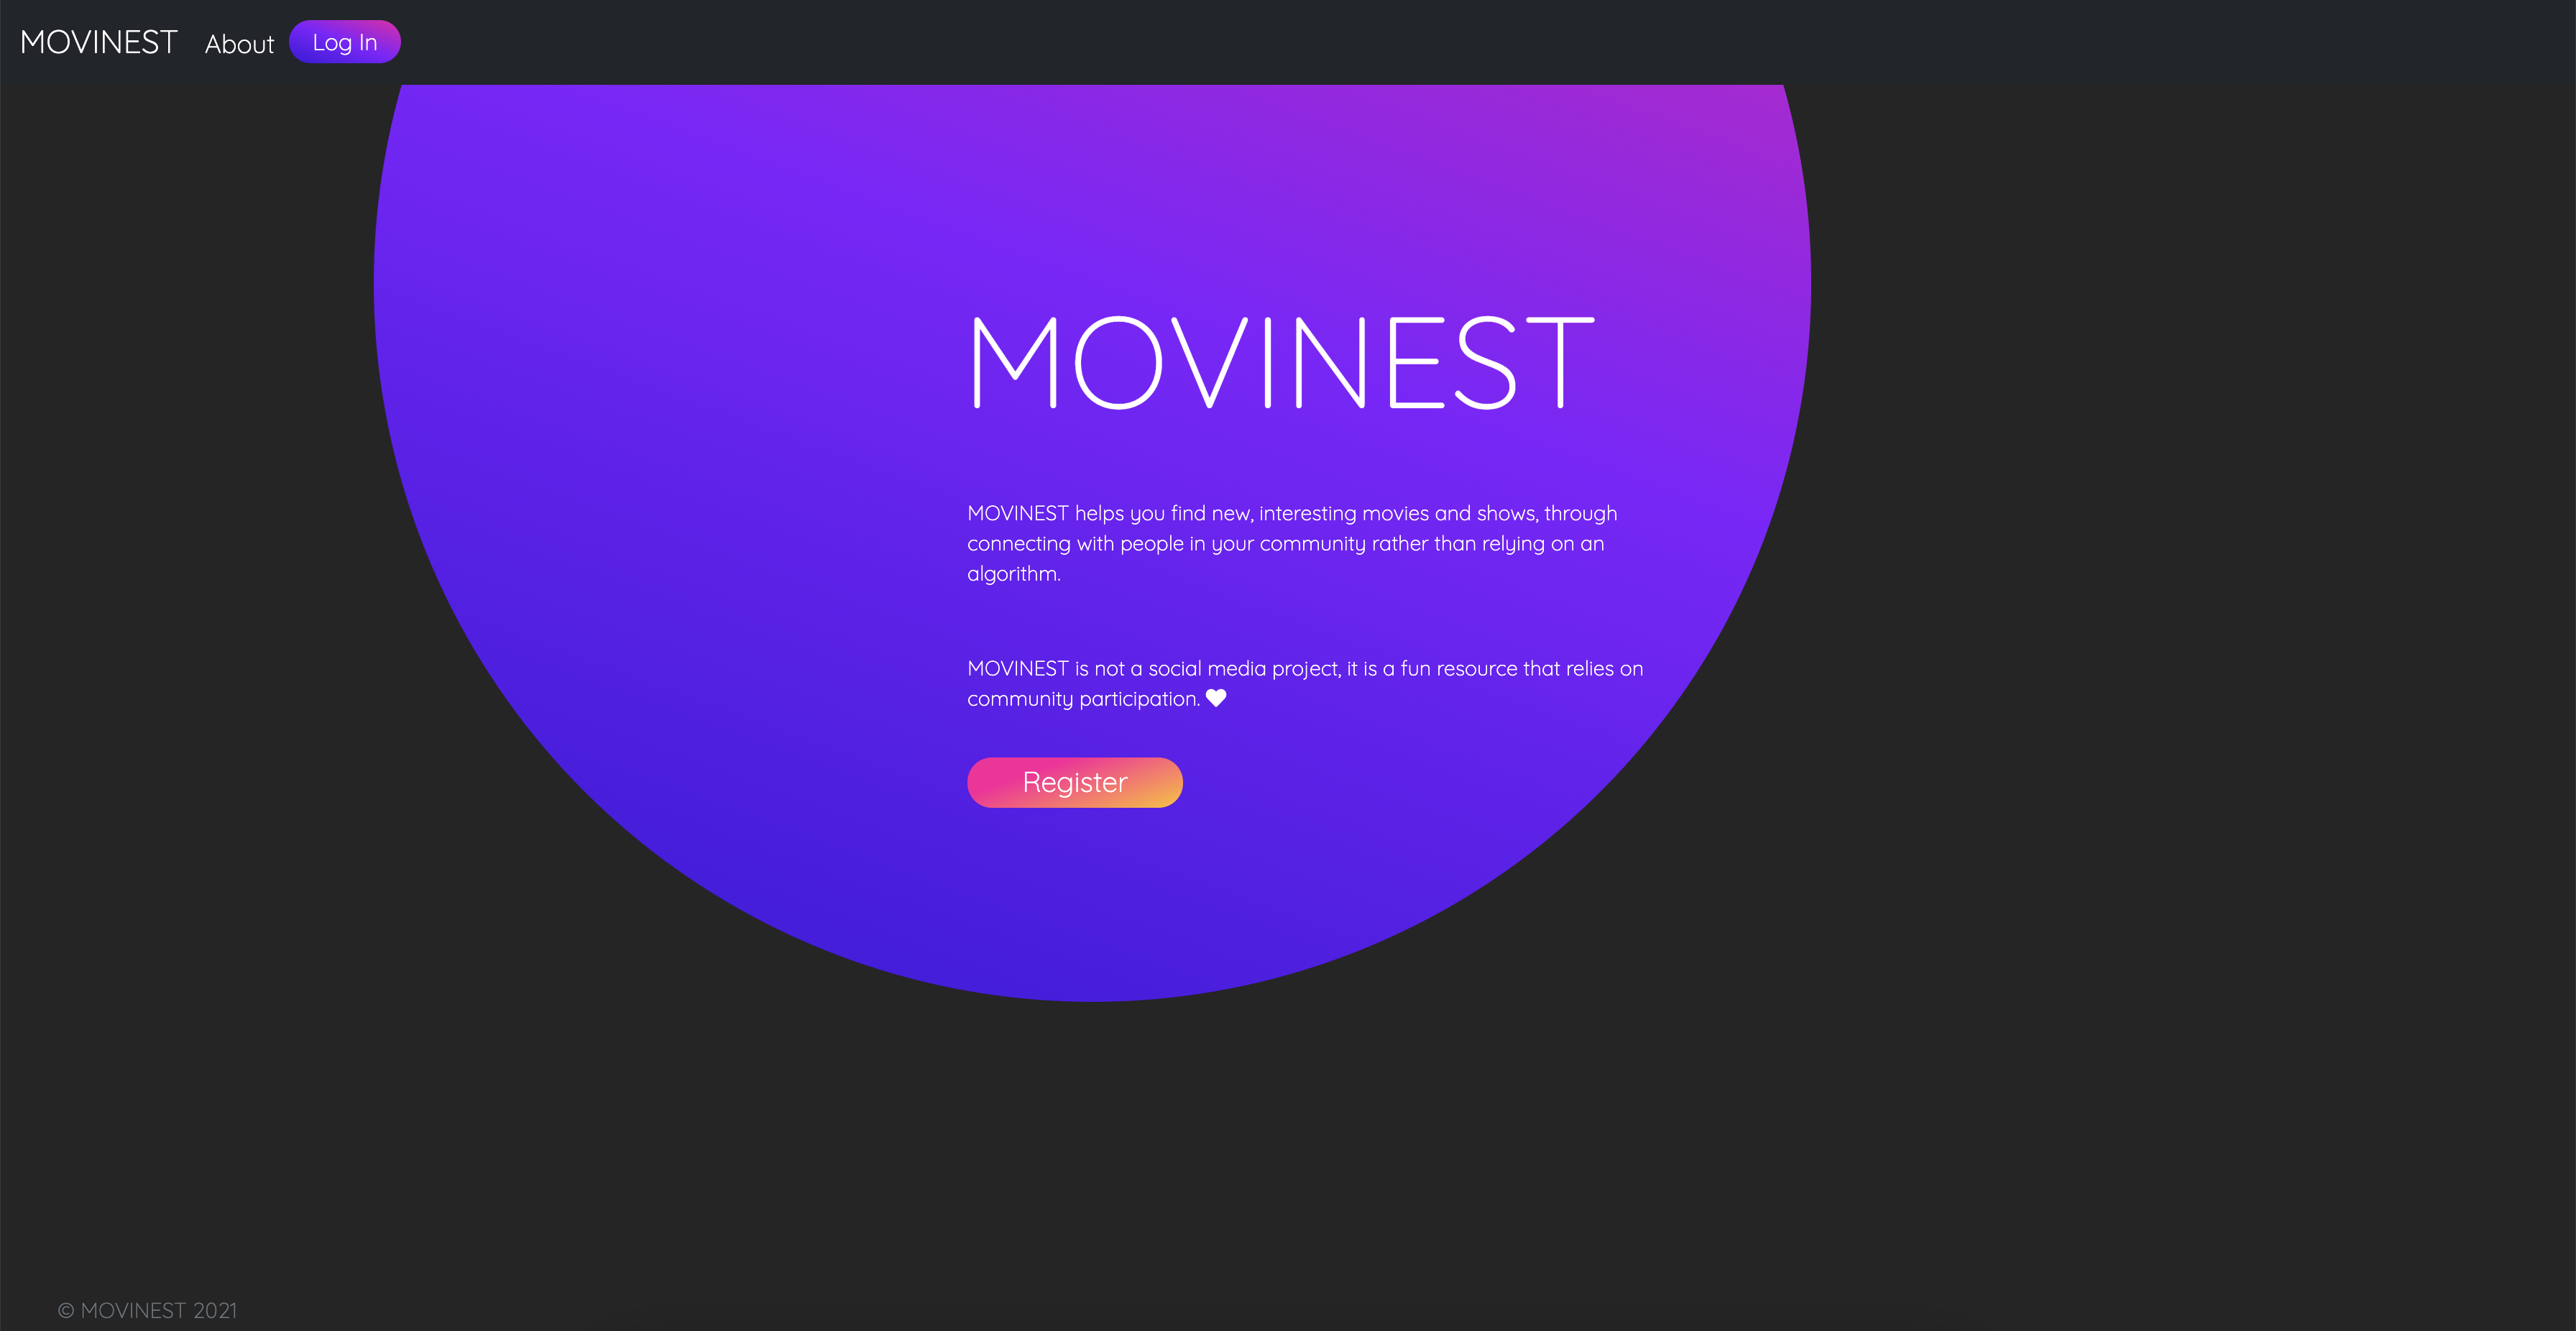 MOVINEST About Log In
MOVINEST
MOVINEST helps you find new, interesting movies and shows, through
connecting with people in your community rather than relying on an
algorithm.
MOVINEST is not a social media project, it is a fun resource that relies on
community participation.
Register
© MOVINEST 2021